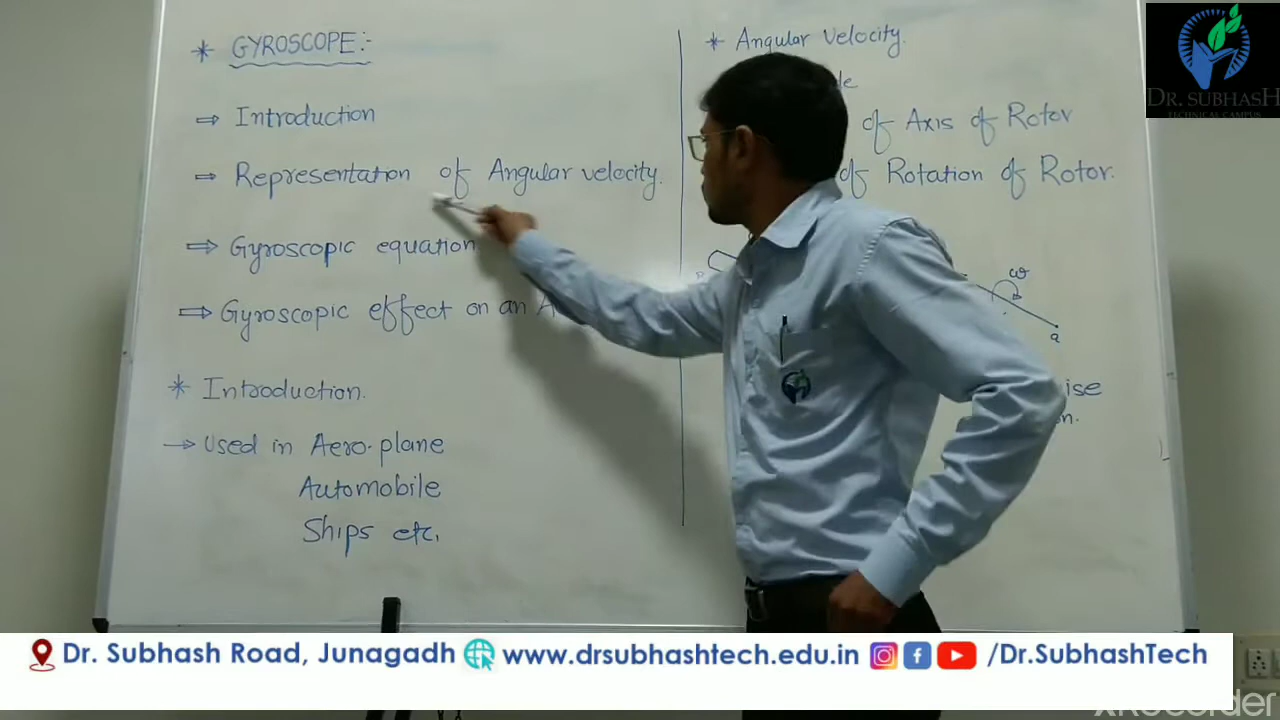 * GYROSCOPE:-
⇒ Introduction
⇒ Representation of Angular velocity.
⇒ Gyroscopic equation
⇒ Gyroscopic effect on an A
* Introduction.
→ Used in Aero-plane
Automobile
Ships etc.
* Angular Velocity.
of Axis of Rotor
of Rotation of Rotor.
ω
a
DR. SUBHASH
TECHNICAL CAMPUS
Dr. Subhash Road, Junagadh www.drsubhashtech.edu.in /Dr.SubhashTech